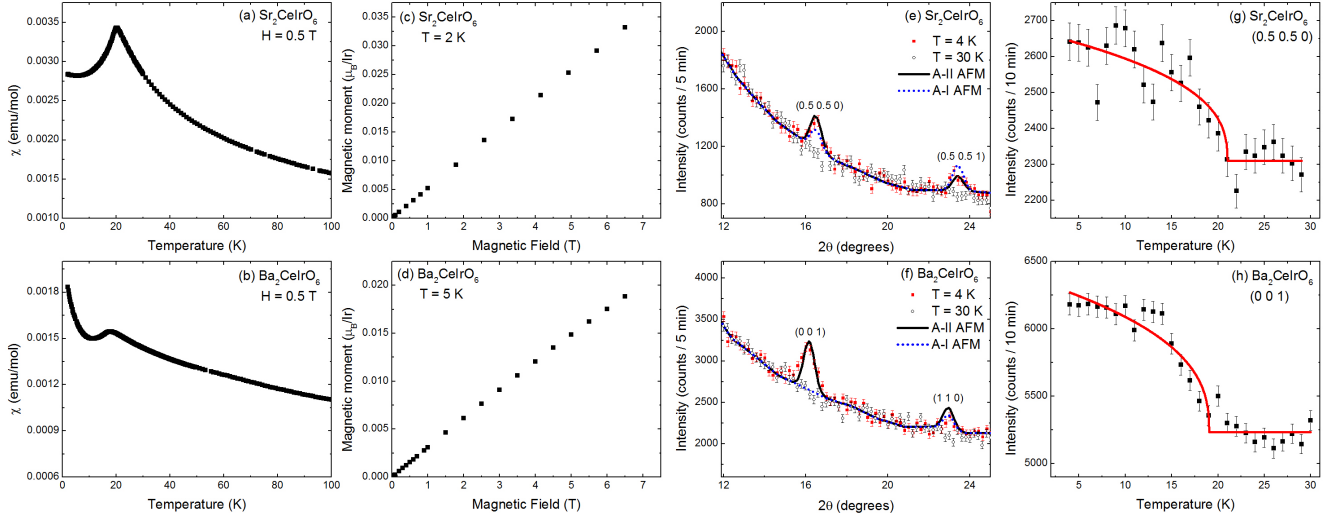 (a) Sr₂CeIrO₆
H = 0.5 T
χ (emu/mol)
0.0035
0.0030
0.0025
0.0020
0.0015
0.0010
0 20 40 60 80 100
Temperature (K)
(b) Ba₂CeIrO₆
H = 0.5 T
χ (emu/mol)
0.0018
0.0015
0.0012
0.0009
0.0006
0 20 40 60 80 100
Temperature (K)
(c) Sr₂CeIrO₆
T = 2 K
Magnetic moment (μ_B/Ir)
0.035
0.030
0.025
0.020
0.015
0.010
0.005
0.000
0 1 2 3 4 5 6 7
Magnetic Field (T)
(d) Ba₂CeIrO₆
T = 5 K
Magnetic moment (μ_B/Ir)
0.020
0.015
0.010
0.005
0.000
0 1 2 3 4 5 6 7
Magnetic Field (T)
(e) Sr₂CeIrO₆
T = 4 K
T = 30 K
A-II AFM
A-I AFM
(0.5 0.5 0)
(0.5 0.5 1)
Intensity (counts / 5 min)
1800
1600
1400
1200
1000
800
12 16 20 24
2θ (degrees)
(f) Ba₂CeIrO₆
T = 4 K
T = 30 K
A-II AFM
A-I AFM
(0 0 1)
(1 1 0)
Intensity (counts / 5 min)
4000
3500
3000
2500
2000
12 16 20 24
2θ (degrees)
(g) Sr₂CeIrO₆
(0.5 0.5 0)
Intensity (counts / 10 min)
2700
2600
2500
2400
2300
2200
0 5 10 15 20 25 30
Temperature (K)
(h) Ba₂CeIrO₆
(0 0 1)
Intensity (counts / 10 min)
6500
6250
6000
5750
5500
5250
5000
0 5 10 15 20 25 30
Temperature (K)